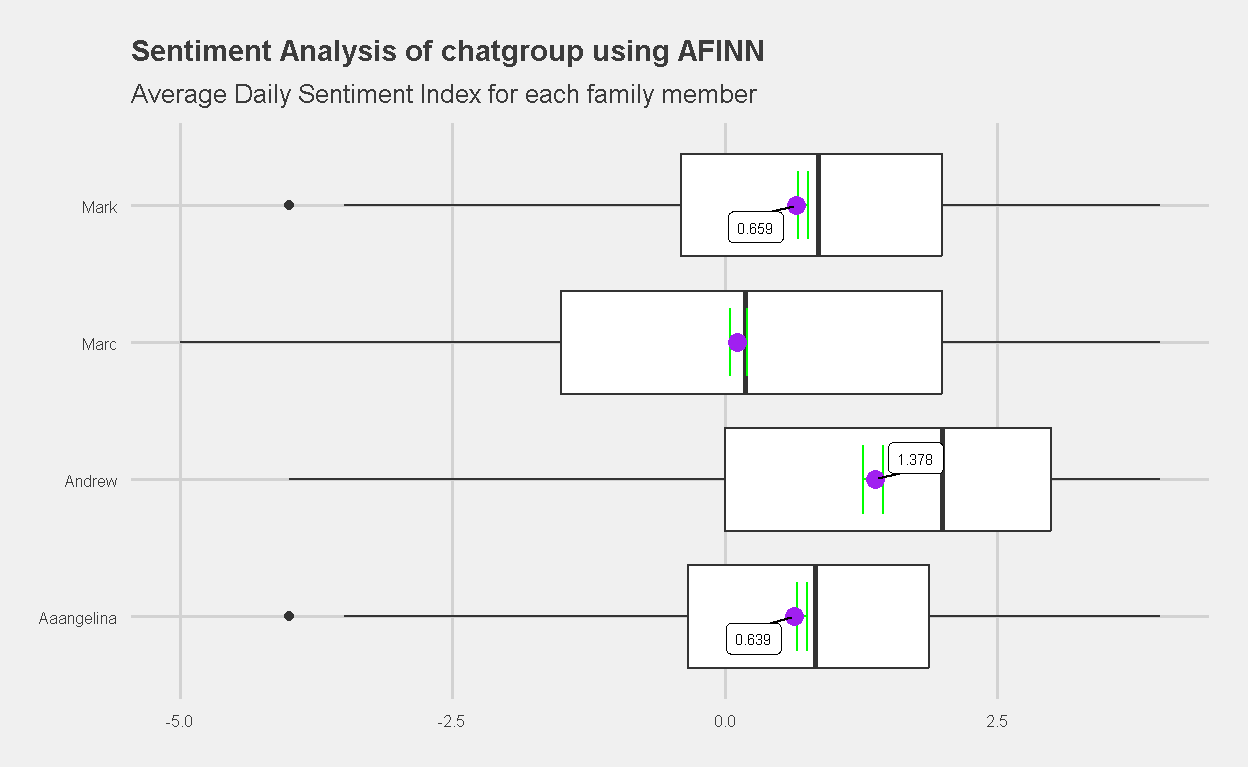 Sentiment Analysis of chatgroup using AFINN
Average Daily Sentiment Index for each family member
Mark
0.659
Marc
Andrew
1.378
Aaangelina
0.639
-5.0
-2.5
0.0
2.5